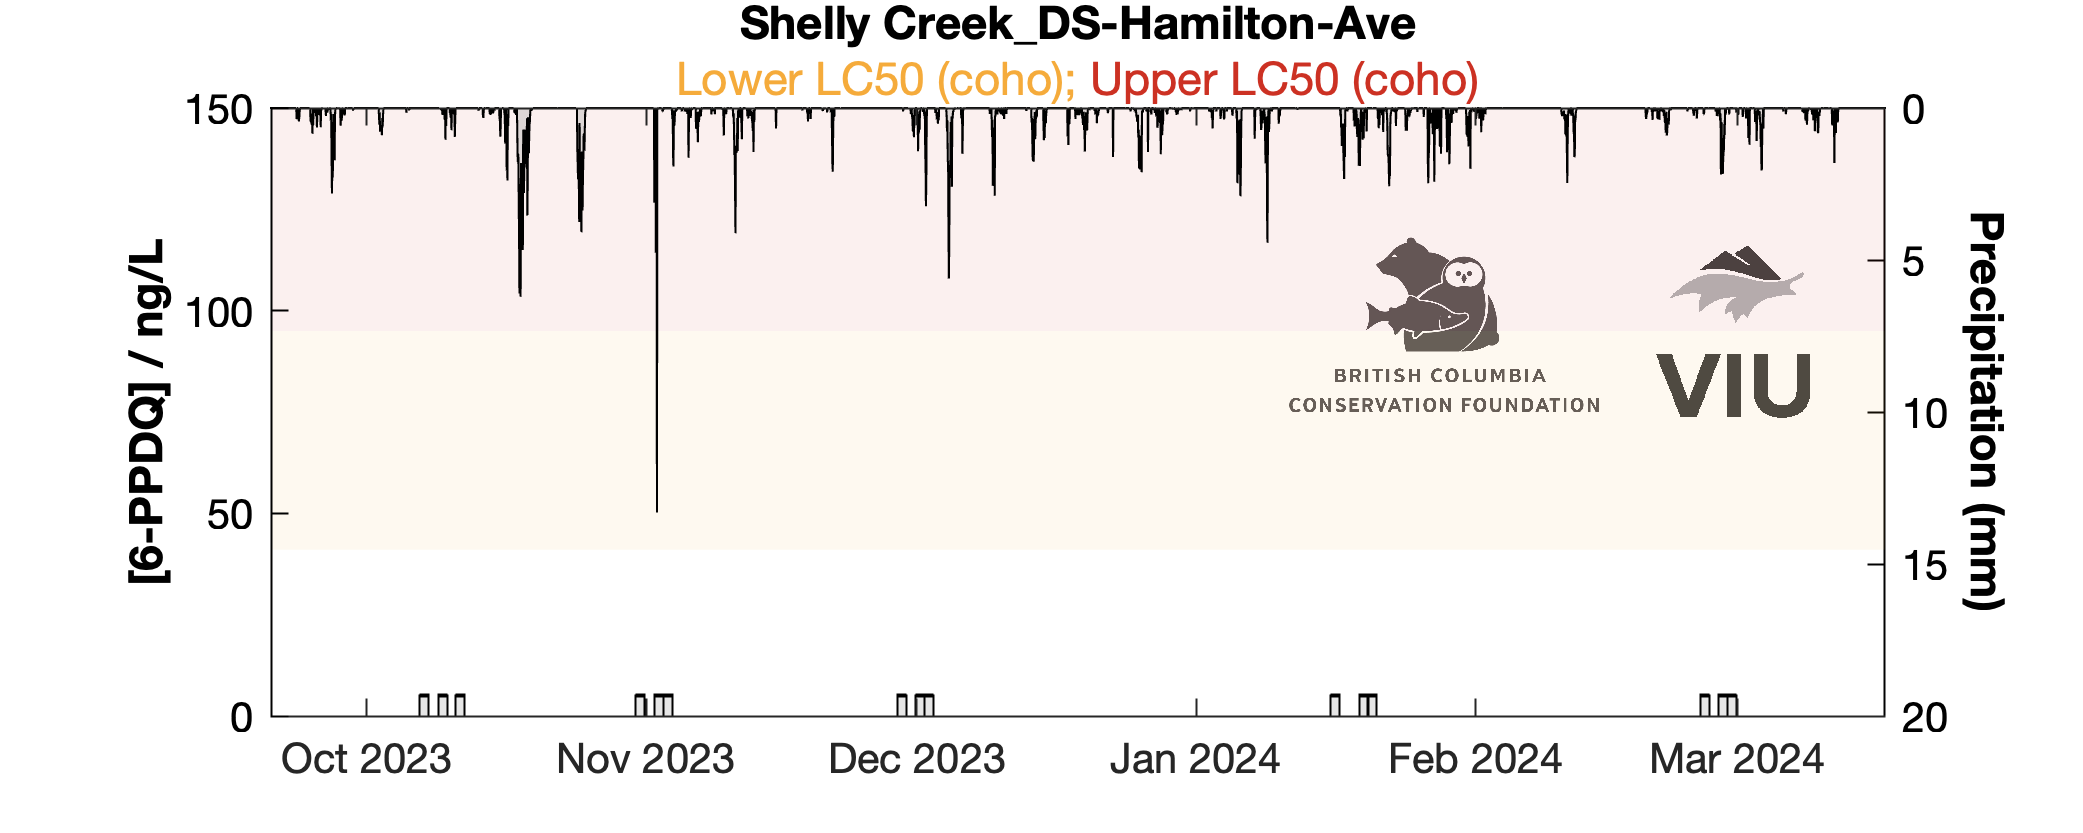 Shelly Creek_DS-Hamilton-Ave
Lower LC50 (coho); Upper LC50 (coho)
150
100
50
0
[6-PPDQ] / ng/L
0
5
10
15
20
Precipitation (mm)
BRITISH COLUMBIA
CONSERVATION FOUNDATION
VIU
Oct 2023
Nov 2023
Dec 2023
Jan 2024
Feb 2024
Mar 2024